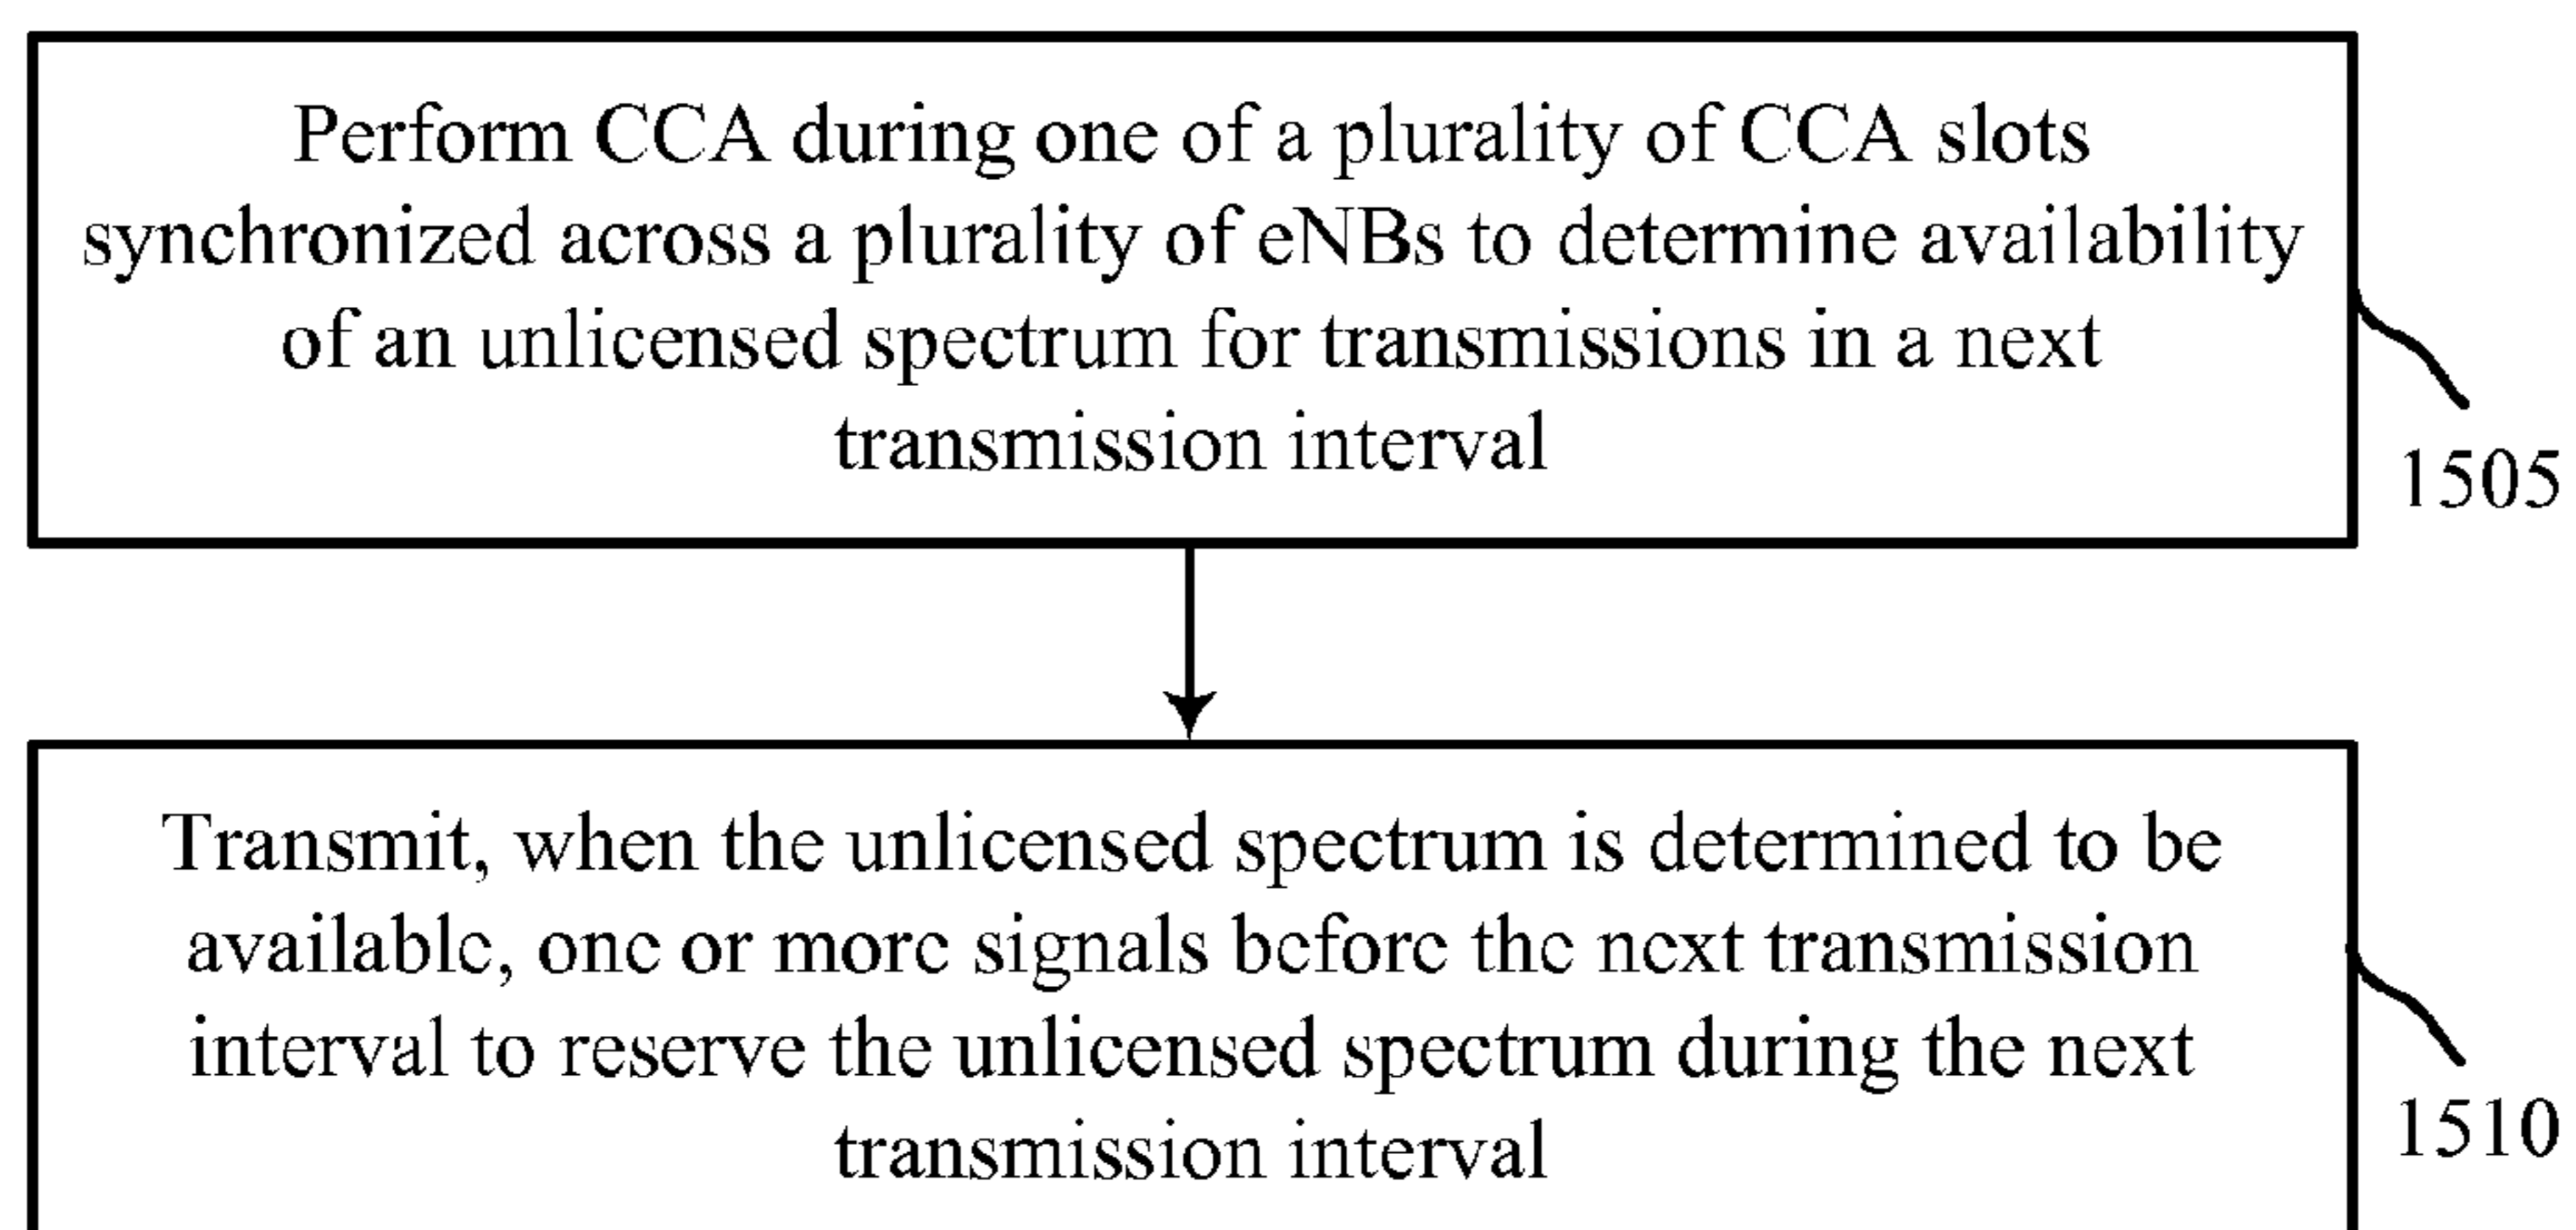 Perform CCA during one of a plurality of CCA slots
synchronized across a plurality of eNBs to determine availability
of an unlicensed spectrum for transmissions in a next
transmission interval
1505
Transmit, when the unlicensed spectrum is determined to be
available, one or more signals before the next transmission
interval to reserve the unlicensed spectrum during the next
transmission interval
1510